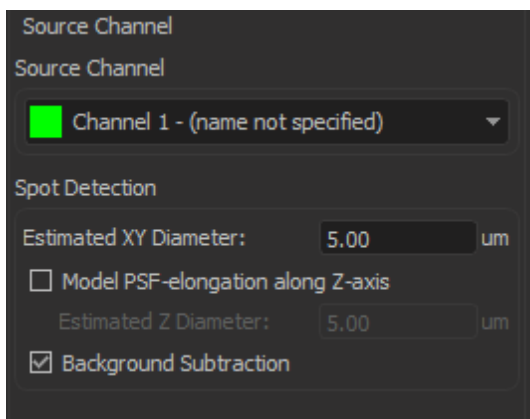 Source Channel
Source Channel
Channel 1 - (name not specified)
Spot Detection
Estimated XY Diameter: 5.00 um
Model PSF-elongation along Z-axis
Estimated Z Diameter: 5.00 um
Background Subtraction